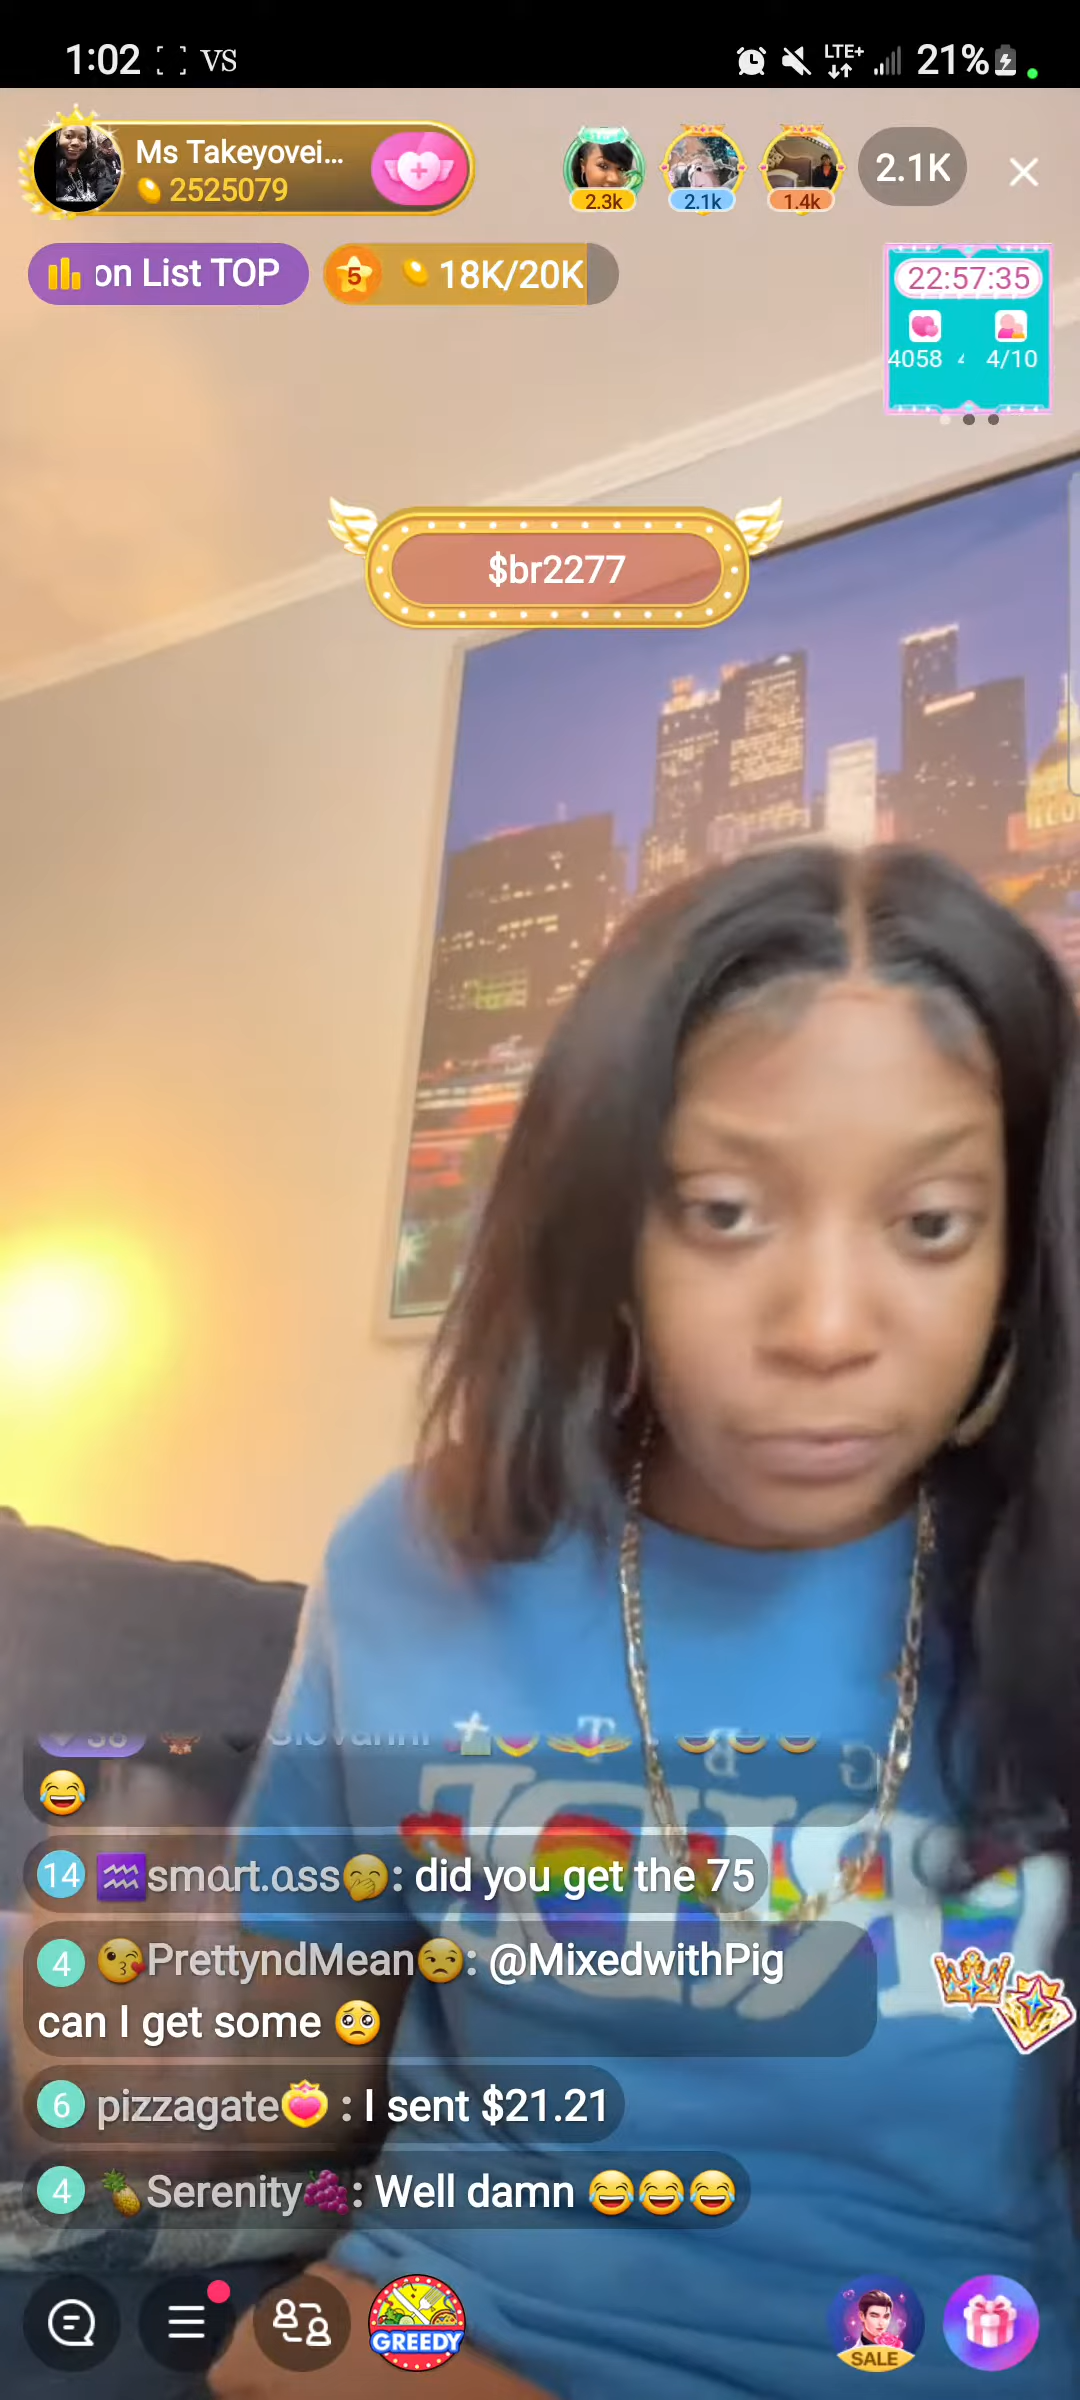 1:02 VS LTE+ 21%
Ms Takeyovei...
2525079
2.3k 2.1k 1.4k 2.1K
on List TOP 5 18K/20K
22:57:35
4058 4/10
$br2277
😂
14 ♒smart.ass🤭: did you get the 75
4 😘PrettyndMean😒: @MixedwithPig
can I get some 🥺
6 pizzagate: I sent $21.21
4 🍍Serenity🍇: Well damn 😂😂😂
GREEDY
SALE